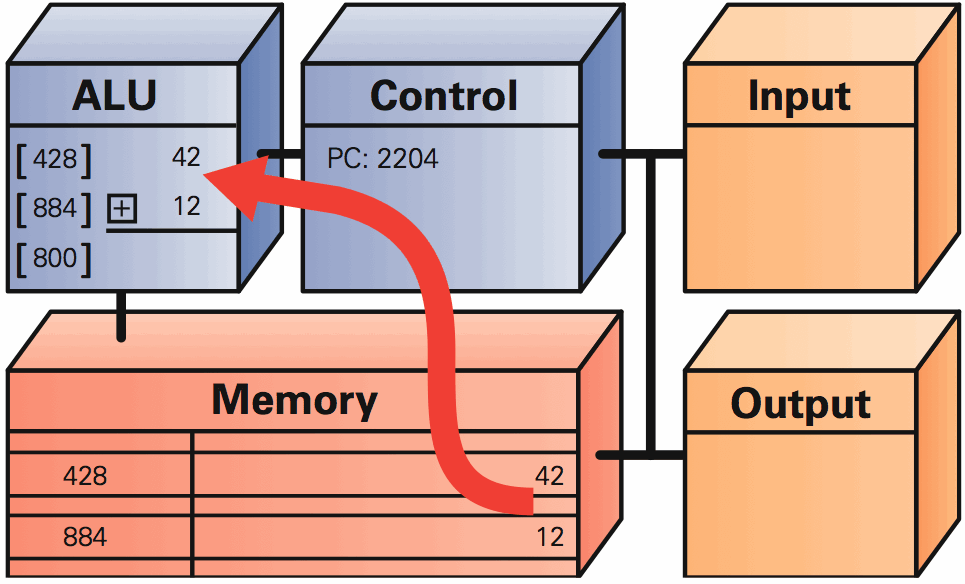 ALU
[428] 42
[884] + 12
[800]
Control
PC: 2204
Input
Memory
428 42
884 12
Output